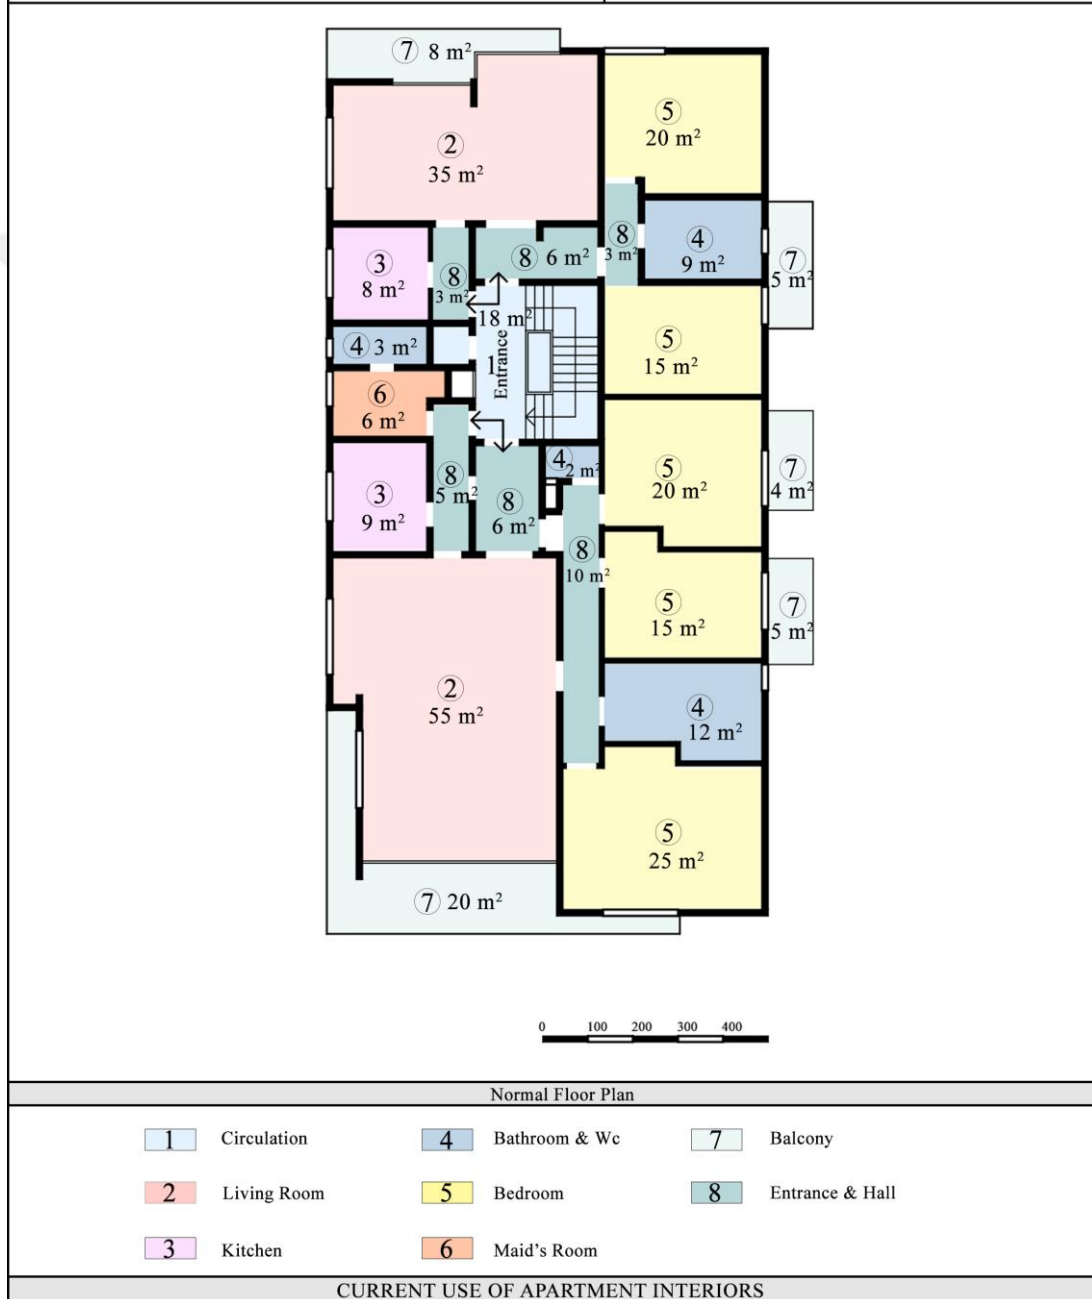 7 8 m²
5
20 m²
2
35 m²
8
3 m²
4
9 m²
7
5 m²
8 6 m²
3
8 m²
8
3 m²
18 m²
1
Entrance
4 3 m²
5
15 m²
6
6 m²
4
2 m²
5
20 m²
7
4 m²
3
9 m²
8
5 m²
8
6 m²
8
10 m²
5
15 m²
7
5 m²
2
55 m²
4
12 m²
5
25 m²
7 20 m²
0 100 200 300 400
Normal Floor Plan
1 Circulation
4 Bathroom & Wc
7 Balcony
2 Living Room
5 Bedroom
8 Entrance & Hall
3 Kitchen
6 Maid's Room
CURRENT USE OF APARTMENT INTERIORS